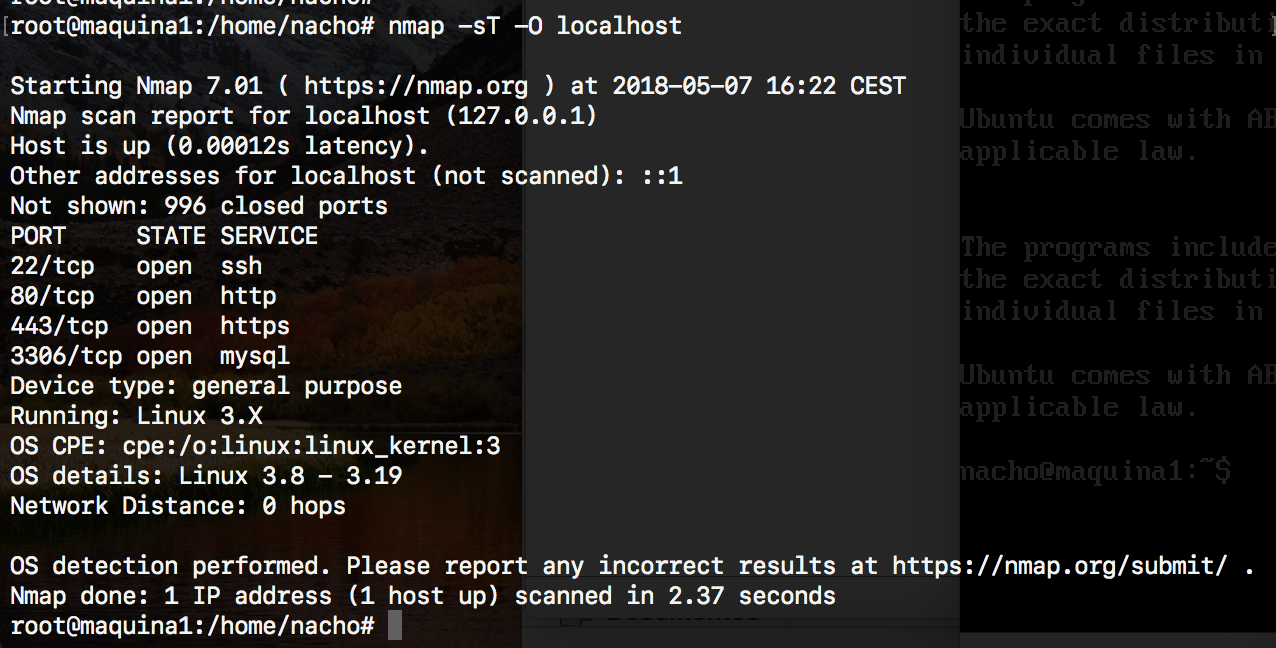 root@maquina1:/home/nacho#
root@maquina1:/home/nacho# nmap -sT -O localhost
Starting Nmap 7.01 ( https://nmap.org ) at 2018-05-07 16:22 CEST
Nmap scan report for localhost (127.0.0.1)
Host is up (0.00012s latency).
Other addresses for localhost (not scanned): ::1
Not shown: 996 closed ports
PORT     STATE SERVICE
22/tcp   open  ssh
80/tcp   open  http
443/tcp  open  https
3306/tcp open  mysql
Device type: general purpose
Running: Linux 3.X
OS CPE: cpe:/o:linux:linux_kernel:3
OS details: Linux 3.8 - 3.19
Network Distance: 0 hops
OS detection performed. Please report any incorrect results at https://nmap.org/submit/ .
Nmap done: 1 IP address (1 host up) scanned in 2.37 seconds
root@maquina1:/home/nacho#
the exact distributi
individual files in
Ubuntu comes with AB
applicable law.
The programs include
the exact distributi
individual files in
Ubuntu comes with AB
applicable law.
nacho@maquina1:~$